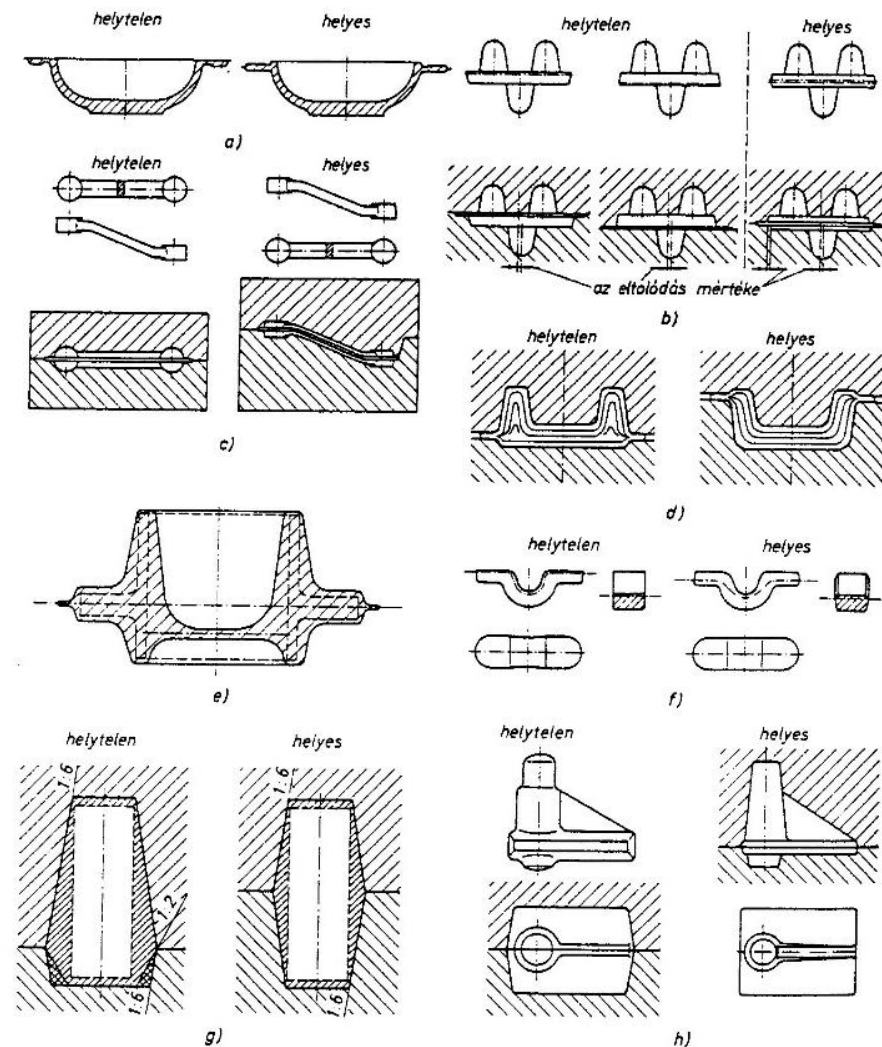 helytelen
helyes
a)
helytelen
helyes
az eltolódás mértéke
b)
helytelen
helyes
c)
helytelen
helyes
d)
e)
helytelen
helyes
f)
helytelen
helyes
1:6
1:2
1:6
1:6
1:6
g)
helytelen
helyes
h)